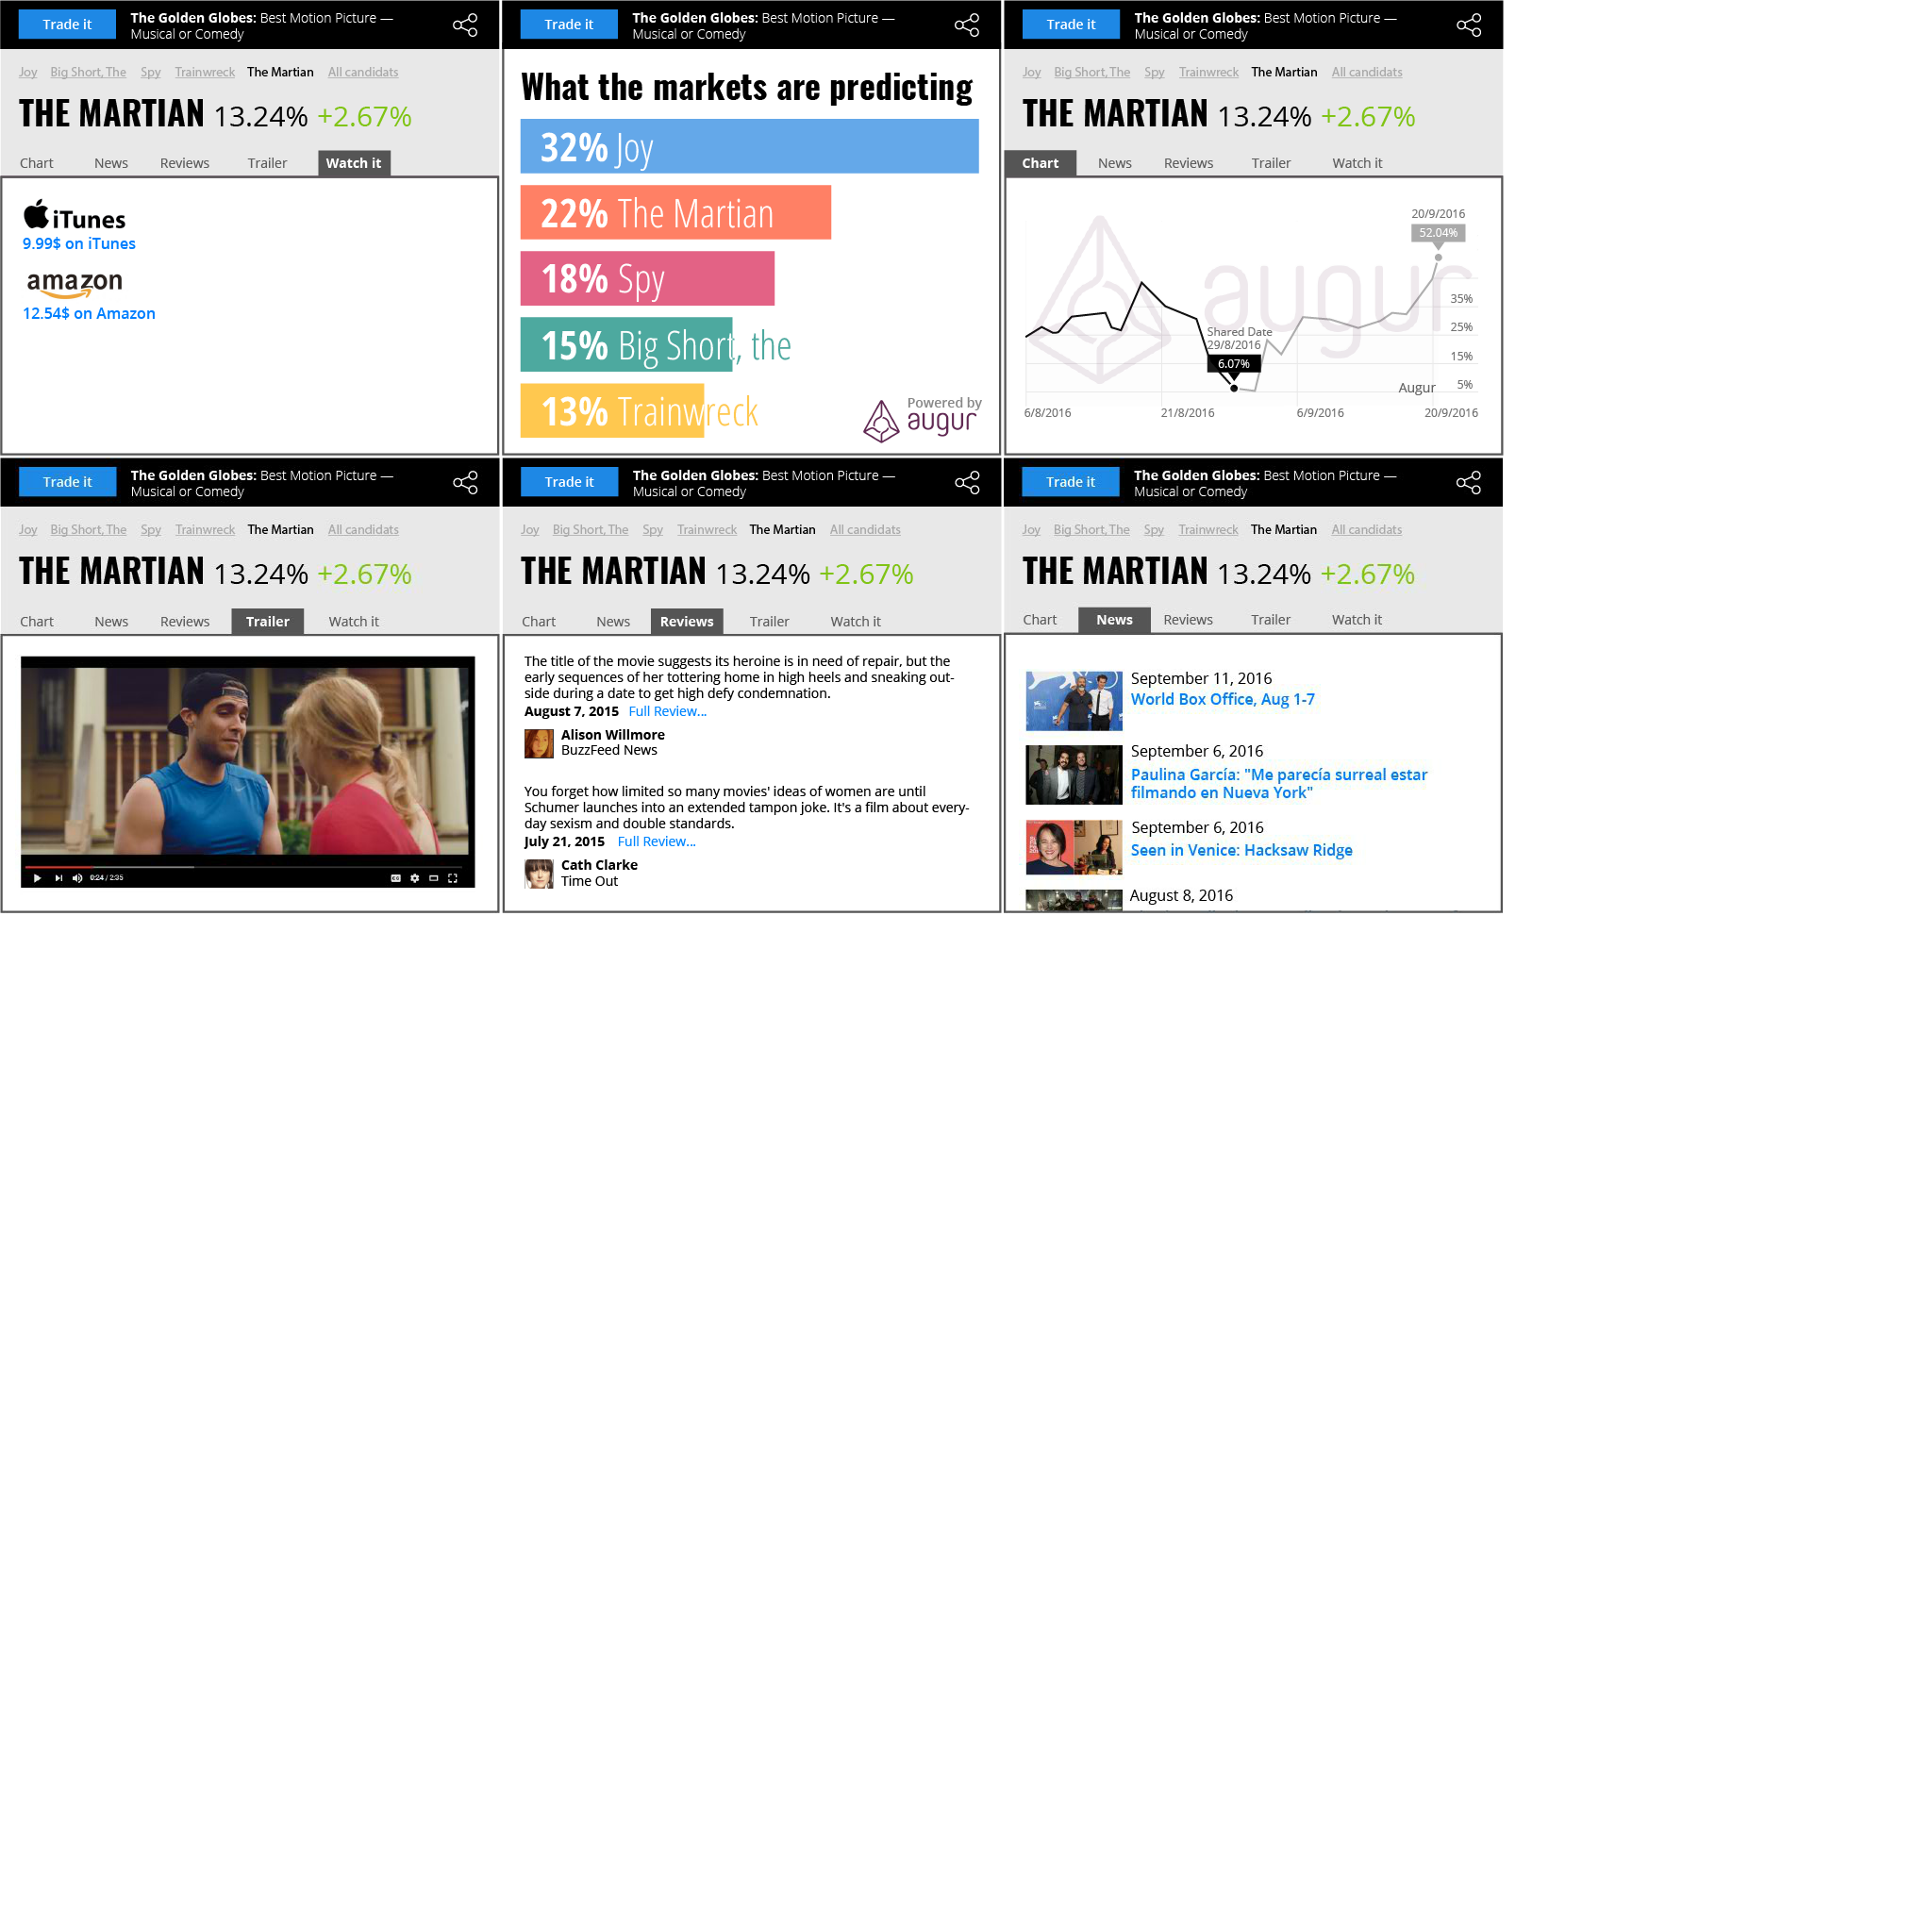 Trade it
The Golden Globes: Best Motion Picture —
Musical or Comedy
Joy Big Short, The Spy Trainwreck The Martian All candidats
THE MARTIAN 13.24% +2.67%
Chart News Reviews Trailer Watch it
iTunes
9.99$ on iTunes
amazon
12.54$ on Amazon
Trade it
The Golden Globes: Best Motion Picture —
Musical or Comedy
What the markets are predicting
32% Joy
22% The Martian
18% Spy
15% Big Short, the
13% Trainwreck
Powered by
augur
Trade it
The Golden Globes: Best Motion Picture —
Musical or Comedy
Joy Big Short, The Spy Trainwreck The Martian All candidats
THE MARTIAN 13.24% +2.67%
Chart News Reviews Trailer Watch it
20/9/2016
52.04%
augur
35%
25%
Shared Date
29/8/2016
15%
6.07%
5%
Augur
6/8/2016 21/8/2016 6/9/2016 20/9/2016
Trade it
The Golden Globes: Best Motion Picture —
Musical or Comedy
Joy Big Short, The Spy Trainwreck The Martian All candidats
THE MARTIAN 13.24% +2.67%
Chart News Reviews Trailer Watch it
0:24 / 2:35
Trade it
The Golden Globes: Best Motion Picture —
Musical or Comedy
Joy Big Short, The Spy Trainwreck The Martian All candidats
THE MARTIAN 13.24% +2.67%
Chart News Reviews Trailer Watch it
The title of the movie suggests its heroine is in need of repair, but the
early sequences of her tottering home in high heels and sneaking out-
side during a date to get high defy condemnation.
August 7, 2015 Full Review...
Alison Willmore
BuzzFeed News
You forget how limited so many movies' ideas of women are until
Schumer launches into an extended tampon joke. It's a film about every-
day sexism and double standards.
July 21, 2015 Full Review...
Cath Clarke
Time Out
Trade it
The Golden Globes: Best Motion Picture —
Musical or Comedy
Joy Big Short, The Spy Trainwreck The Martian All candidats
THE MARTIAN 13.24% +2.67%
Chart News Reviews Trailer Watch it
September 11, 2016
World Box Office, Aug 1-7
September 6, 2016
Paulina García: "Me parecía surreal estar
filmando en Nueva York"
September 6, 2016
Seen in Venice: Hacksaw Ridge
August 8, 2016